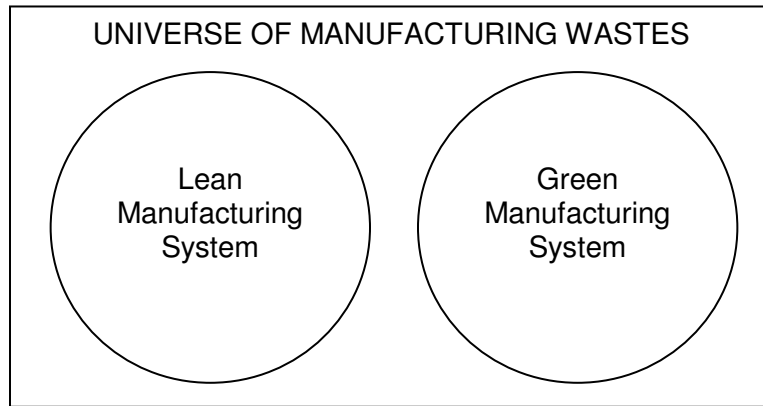 UNIVERSE OF MANUFACTURING WASTES
Lean
Manufacturing
System
Green
Manufacturing
System